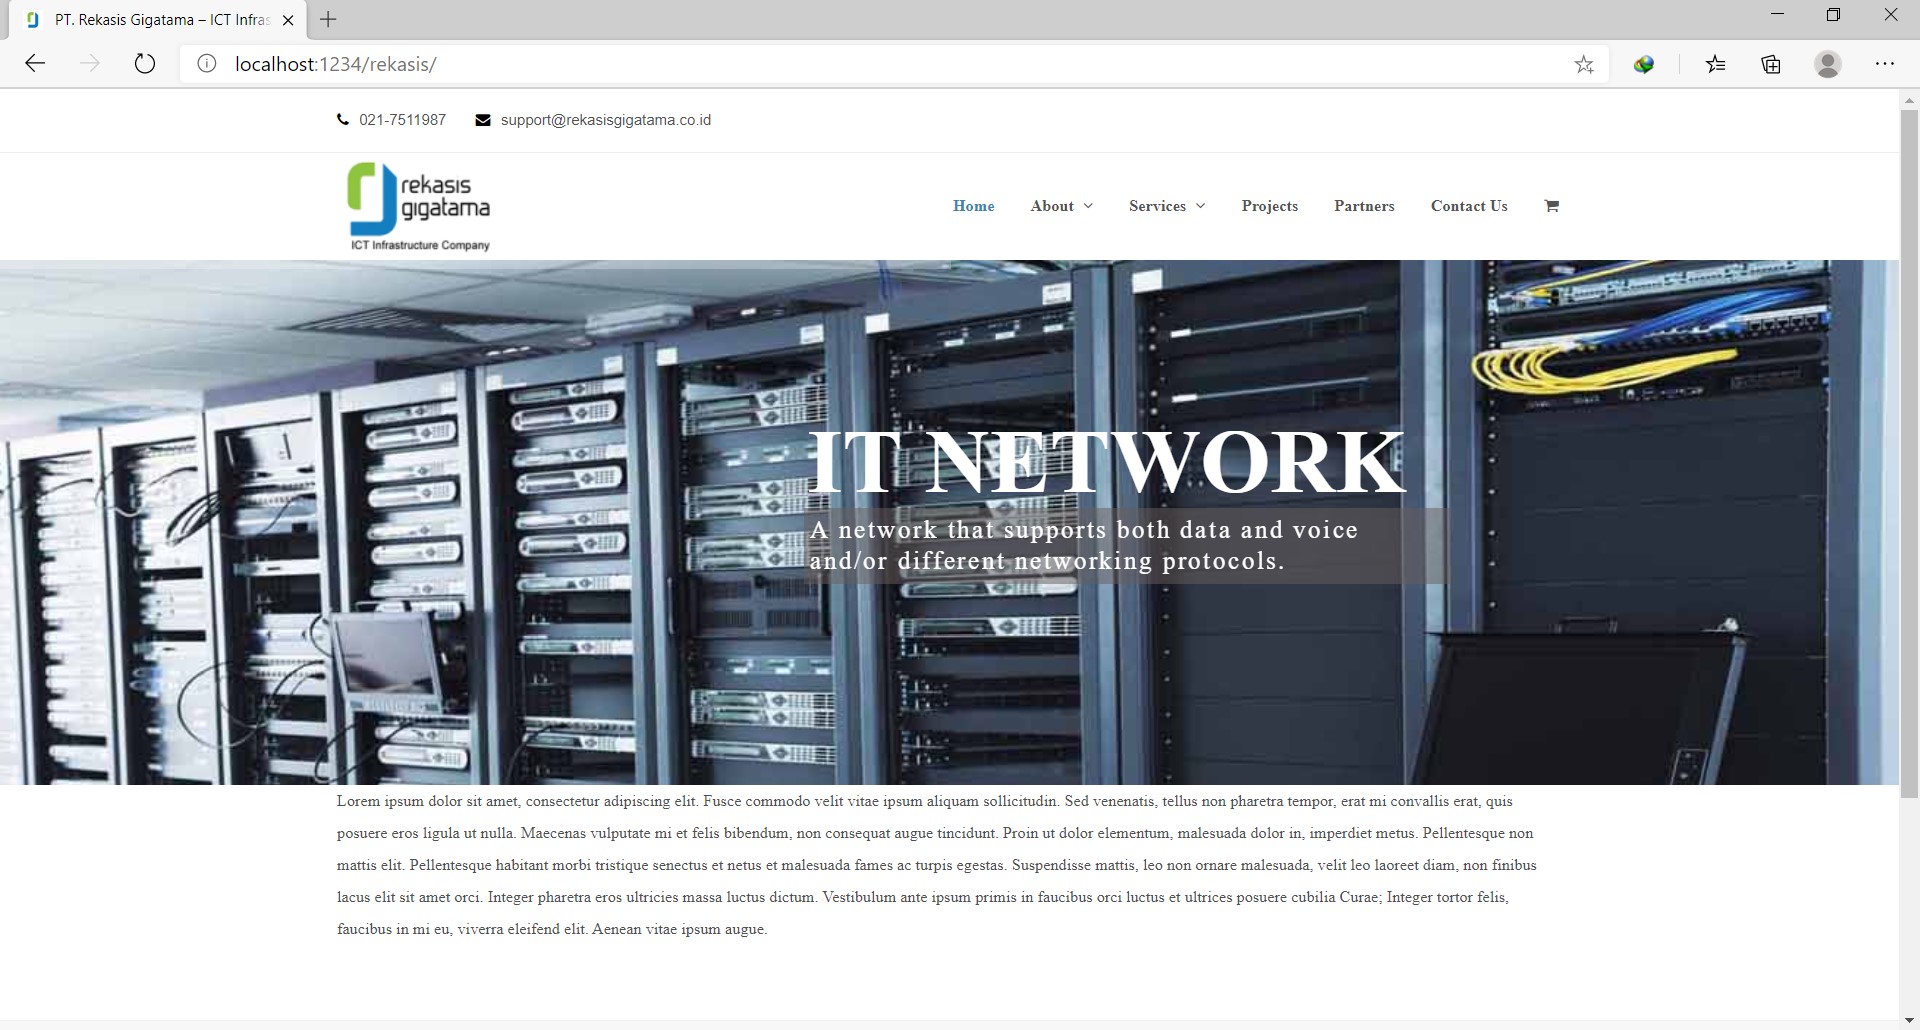 PT. Rekasis Gigatama – ICT Infras
localhost:1234/rekasis/
021-7511987 support@rekasisgigatama.co.id
rekasis
gigatama
ICT Infrastructure Company
Home About Services Projects Partners Contact Us
IT NETWORK
A network that supports both data and voice
and/or different networking protocols.
Lorem ipsum dolor sit amet, consectetur adipiscing elit. Fusce commodo velit vitae ipsum aliquam sollicitudin. Sed venenatis, tellus non pharetra tempor, erat mi convallis erat, quis
posuere eros ligula ut nulla. Maecenas vulputate mi et felis bibendum, non consequat augue tincidunt. Proin ut dolor elementum, malesuada dolor in, imperdiet metus. Pellentesque non
mattis elit. Pellentesque habitant morbi tristique senectus et netus et malesuada fames ac turpis egestas. Suspendisse mattis, leo non ornare malesuada, velit leo laoreet diam, non finibus
lacus elit sit amet orci. Integer pharetra eros ultricies massa luctus dictum. Vestibulum ante ipsum primis in faucibus orci luctus et ultrices posuere cubilia Curae; Integer tortor felis,
faucibus in mi eu, viverra eleifend elit. Aenean vitae ipsum augue.